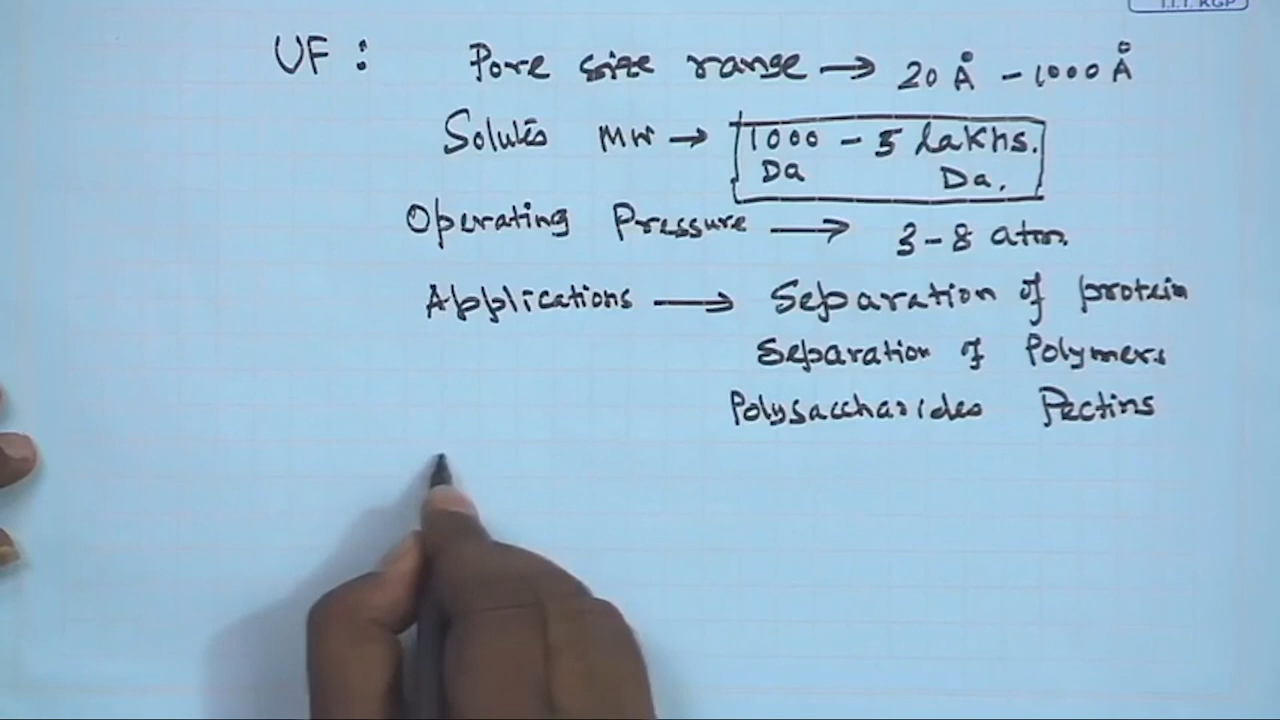 I.I.T. KGP
UF : Pore size range → 20 Å - 1000 Å
Solutes MW → 1000 - 5 lakhs.
Da Da.
Operating Pressure → 3-8 atm.
Applications → Separation of protein
Separation of Polymers
Polysaccharides Pectins